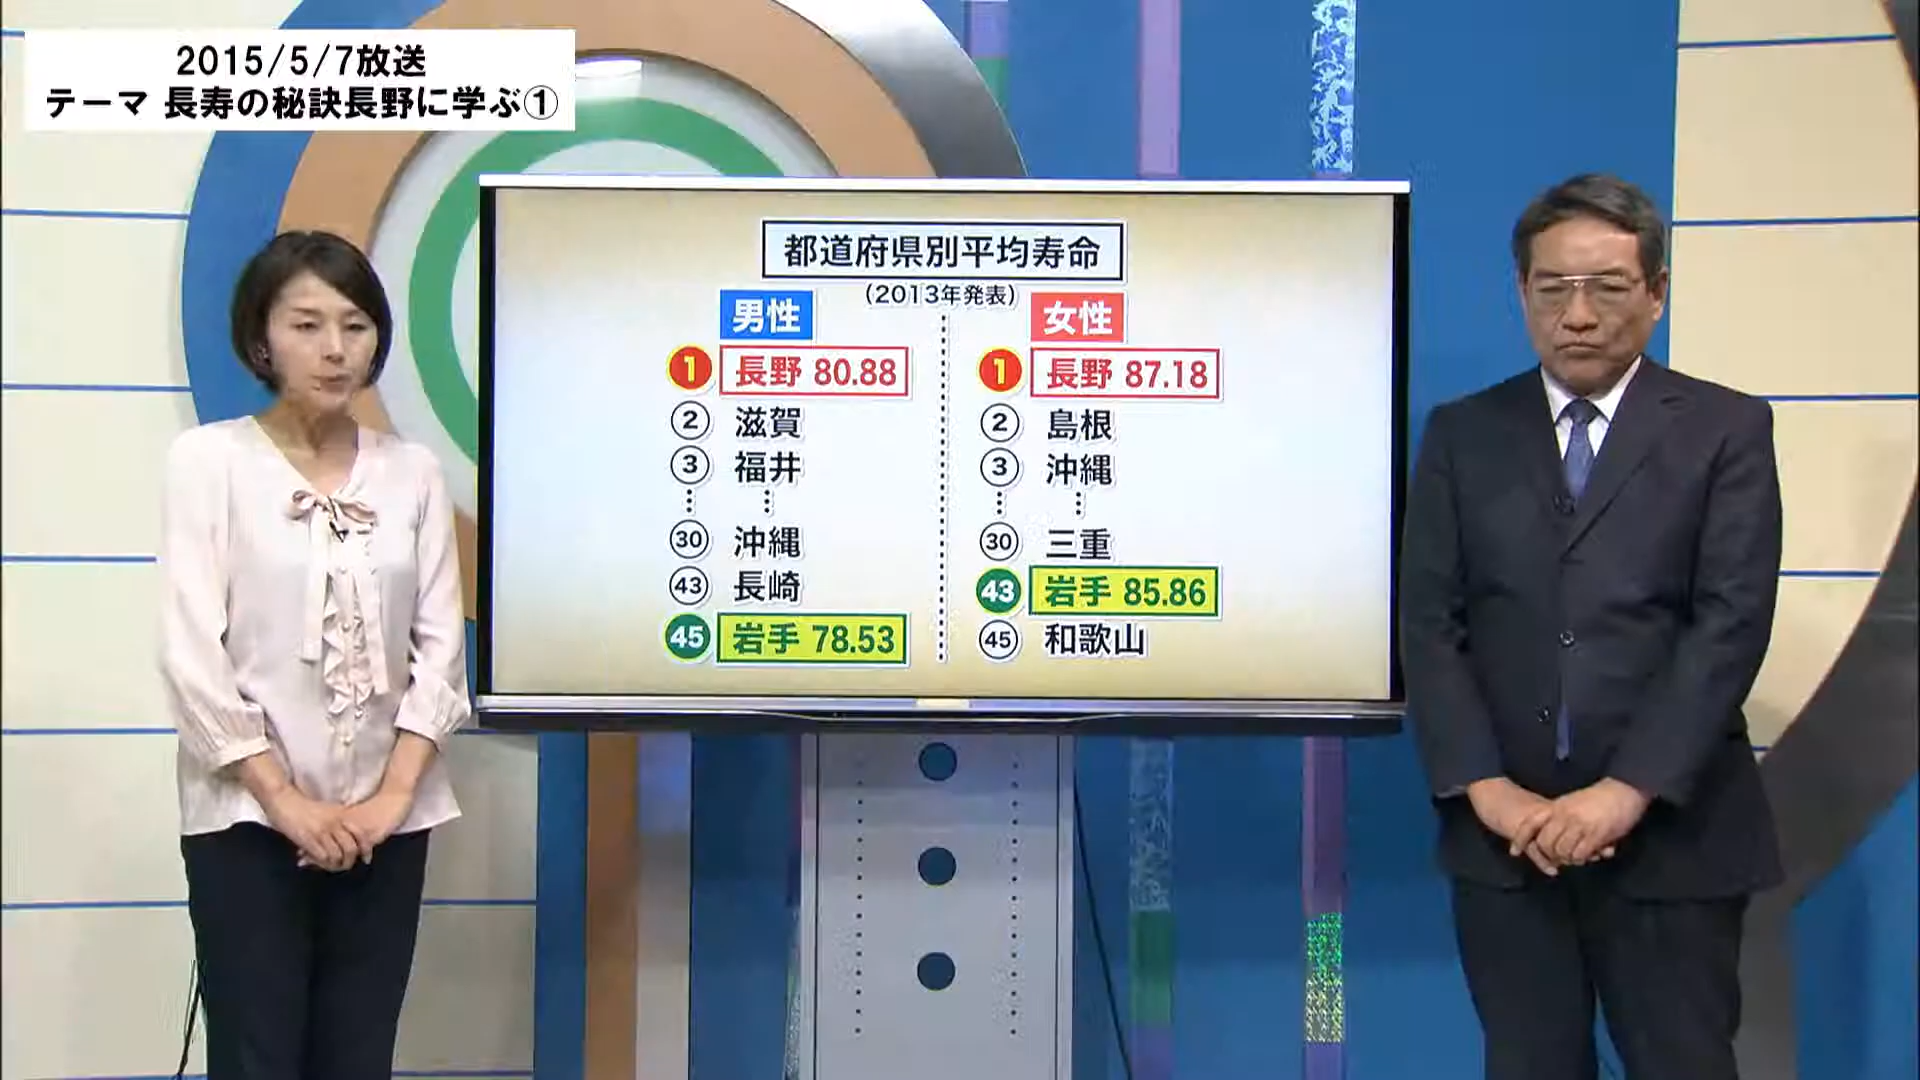 2015/5/7放送
テーマ 長寿の秘訣長野に学ぶ①
都道府県別平均寿命
(2013年発表)
男性
1 長野 80.88
2 滋賀
3 福井
30 沖縄
43 長崎
45 岩手 78.53
女性
1 長野 87.18
2 島根
3 沖縄
30 三重
43 岩手 85.86
45 和歌山